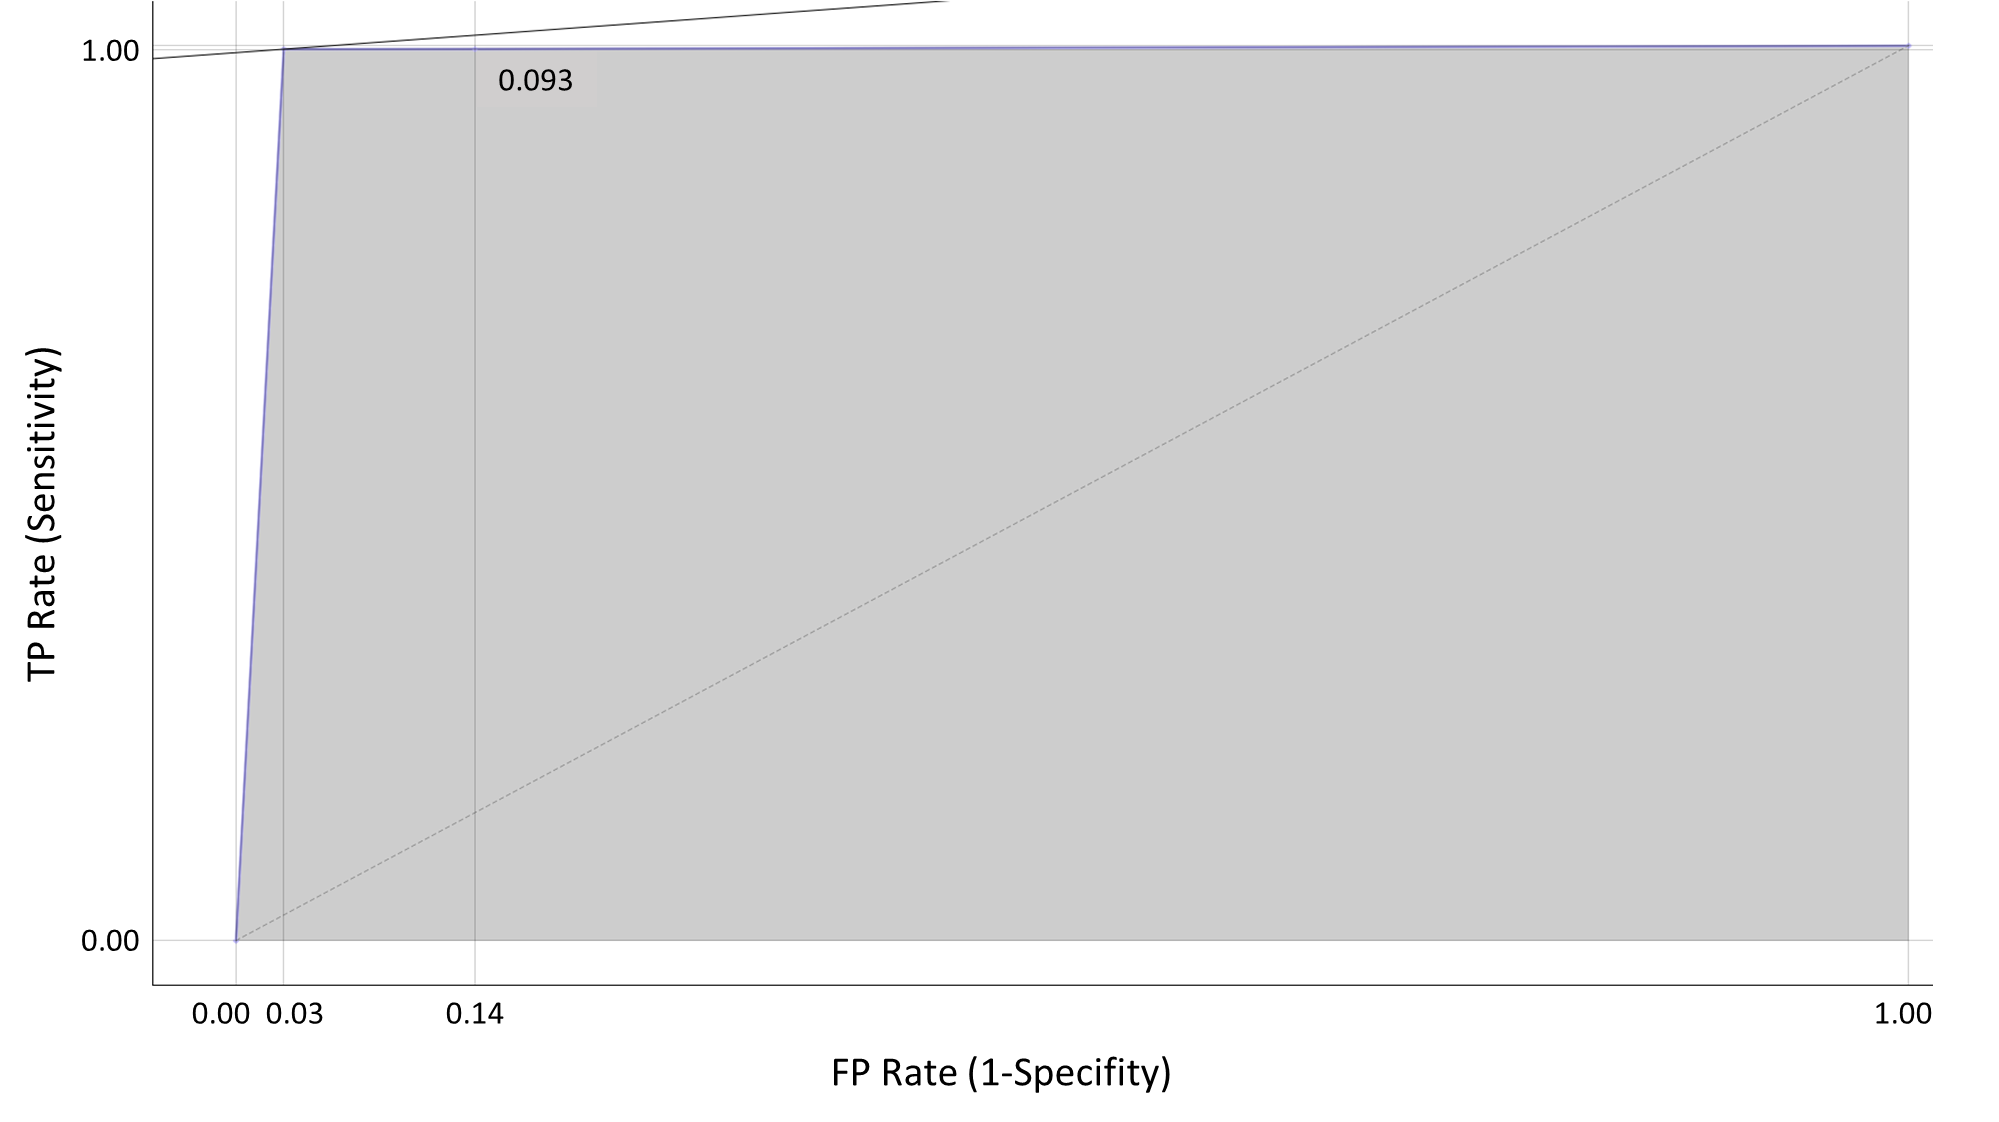 1.00
0.093
TP Rate (Sensitivity)
0.00
0.00 0.03 0.14 1.00
FP Rate (1-Specifity)